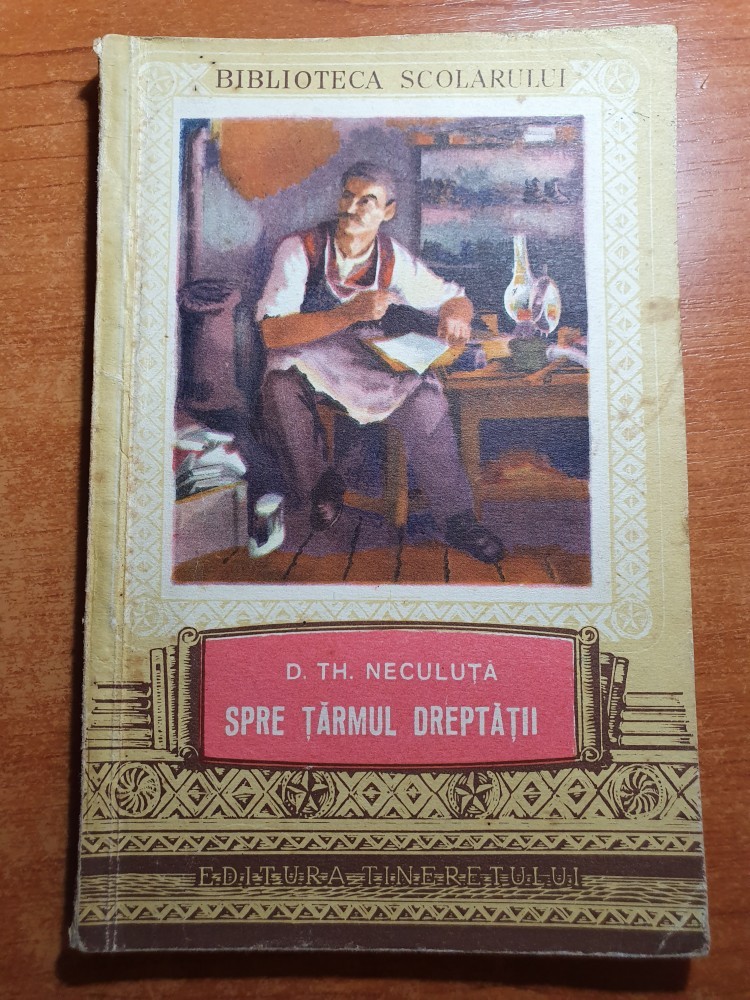 BIBLIOTECA SCOLARULUI
D. TH. NECULUȚĂ
SPRE ȚĂRMUL DREPTĂȚII
EDITURA TINERETULUI